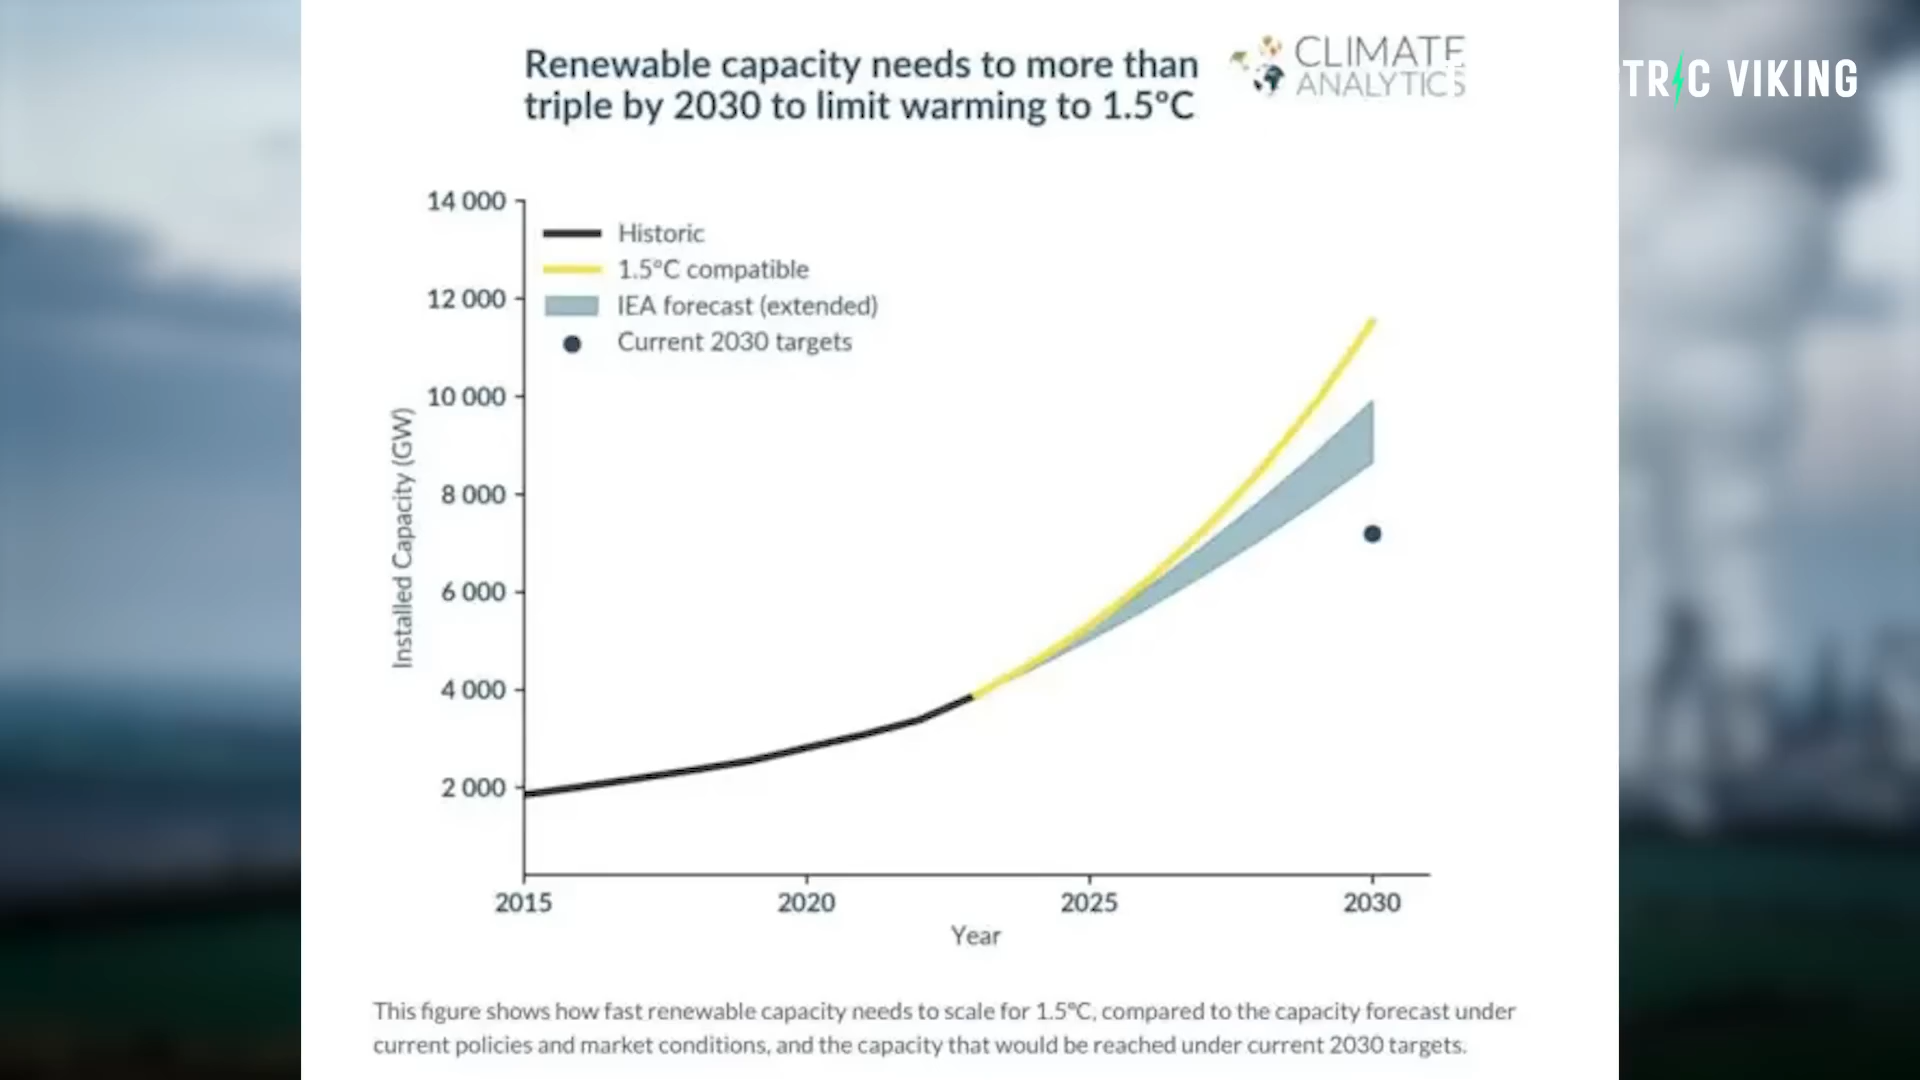 Renewable capacity needs to more than
triple by 2030 to limit warming to 1.5°C
CLIMATE
ANALYTICS
TRIC VIKING
14 000
12 000
10 000
8 000
6 000
4 000
2 000
Historic
1.5°C compatible
IEA forecast (extended)
Current 2030 targets
Installed Capacity (GW)
2015
2020
2025
2030
Year
This figure shows how fast renewable capacity needs to scale for 1.5°C, compared to the capacity forecast under
current policies and market conditions, and the capacity that would be reached under current 2030 targets.